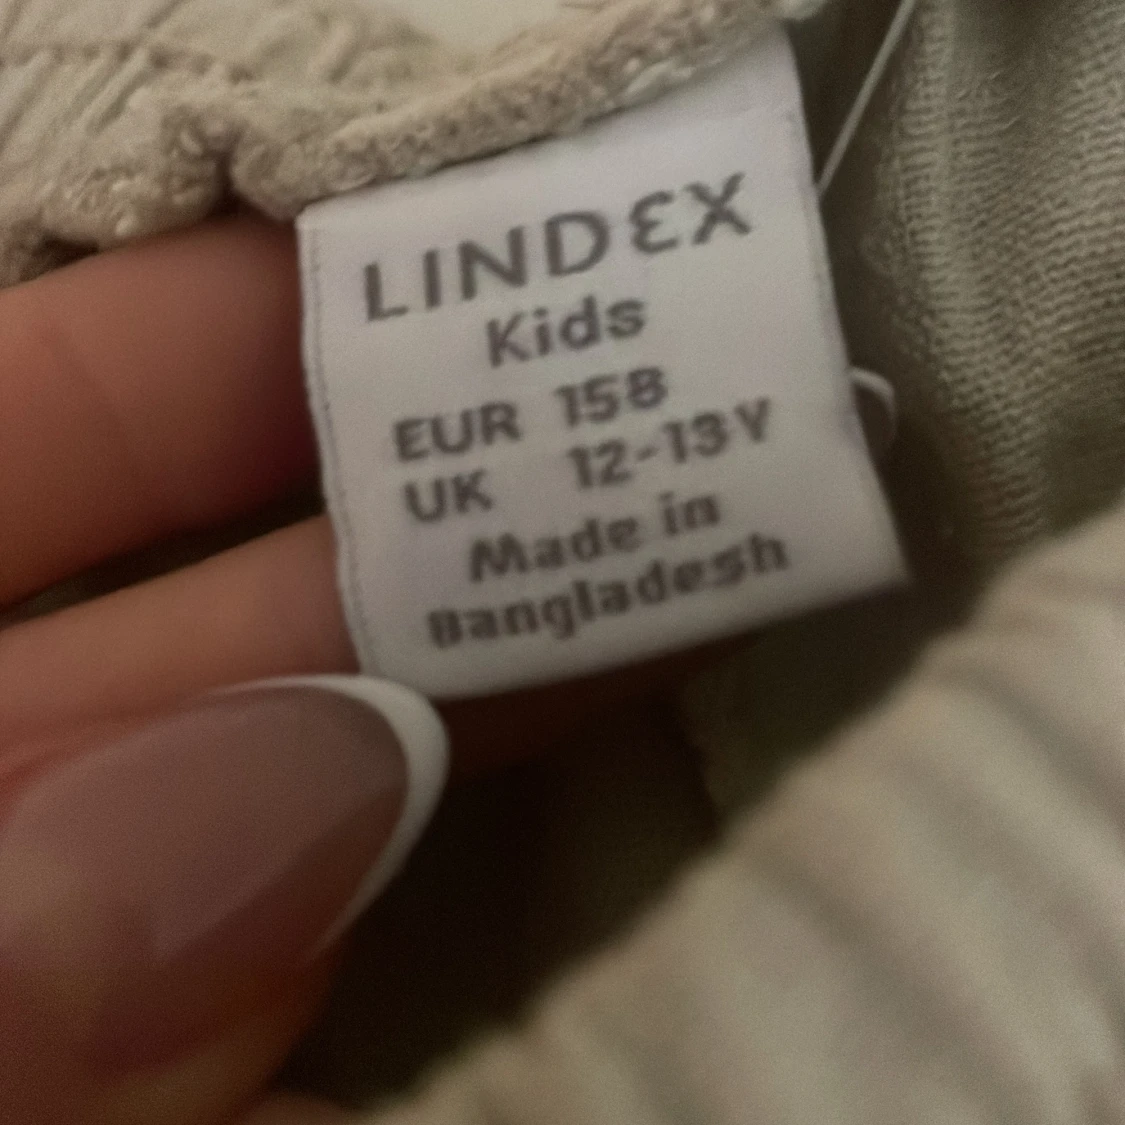 LINDEX
Kids
EUR 158
UK 12-13Y
Made in
Bangladesh